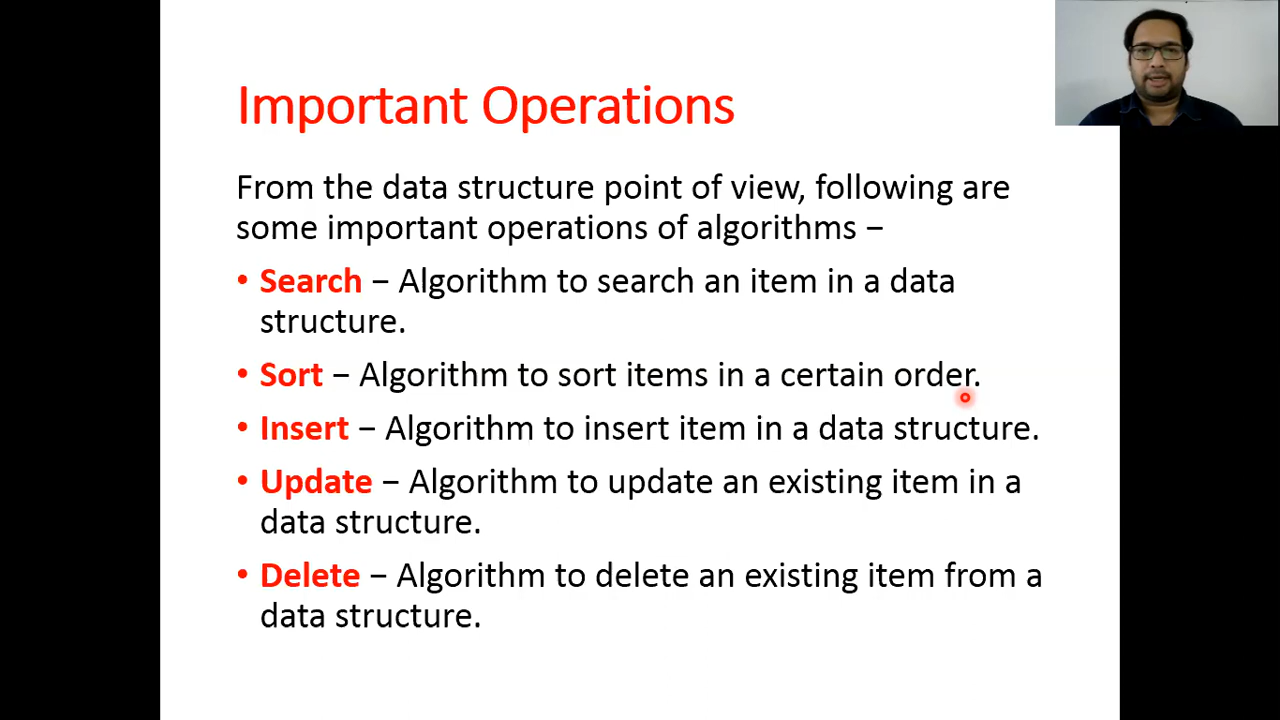 Important Operations
From the data structure point of view, following are
some important operations of algorithms −
• Search − Algorithm to search an item in a data
structure.
• Sort − Algorithm to sort items in a certain order.
• Insert − Algorithm to insert item in a data structure.
• Update − Algorithm to update an existing item in a
data structure.
• Delete − Algorithm to delete an existing item from a
data structure.